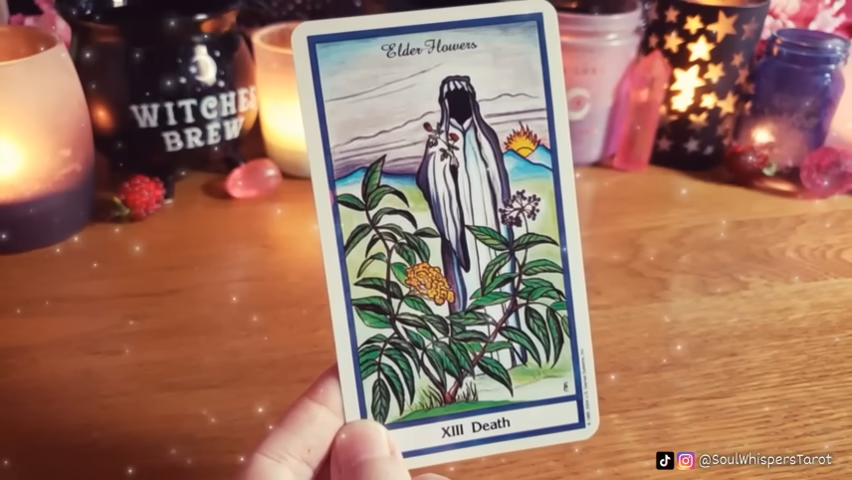 Elder Flowers
WITCHES
BREW
XIII Death
@SoulWhispersTarot